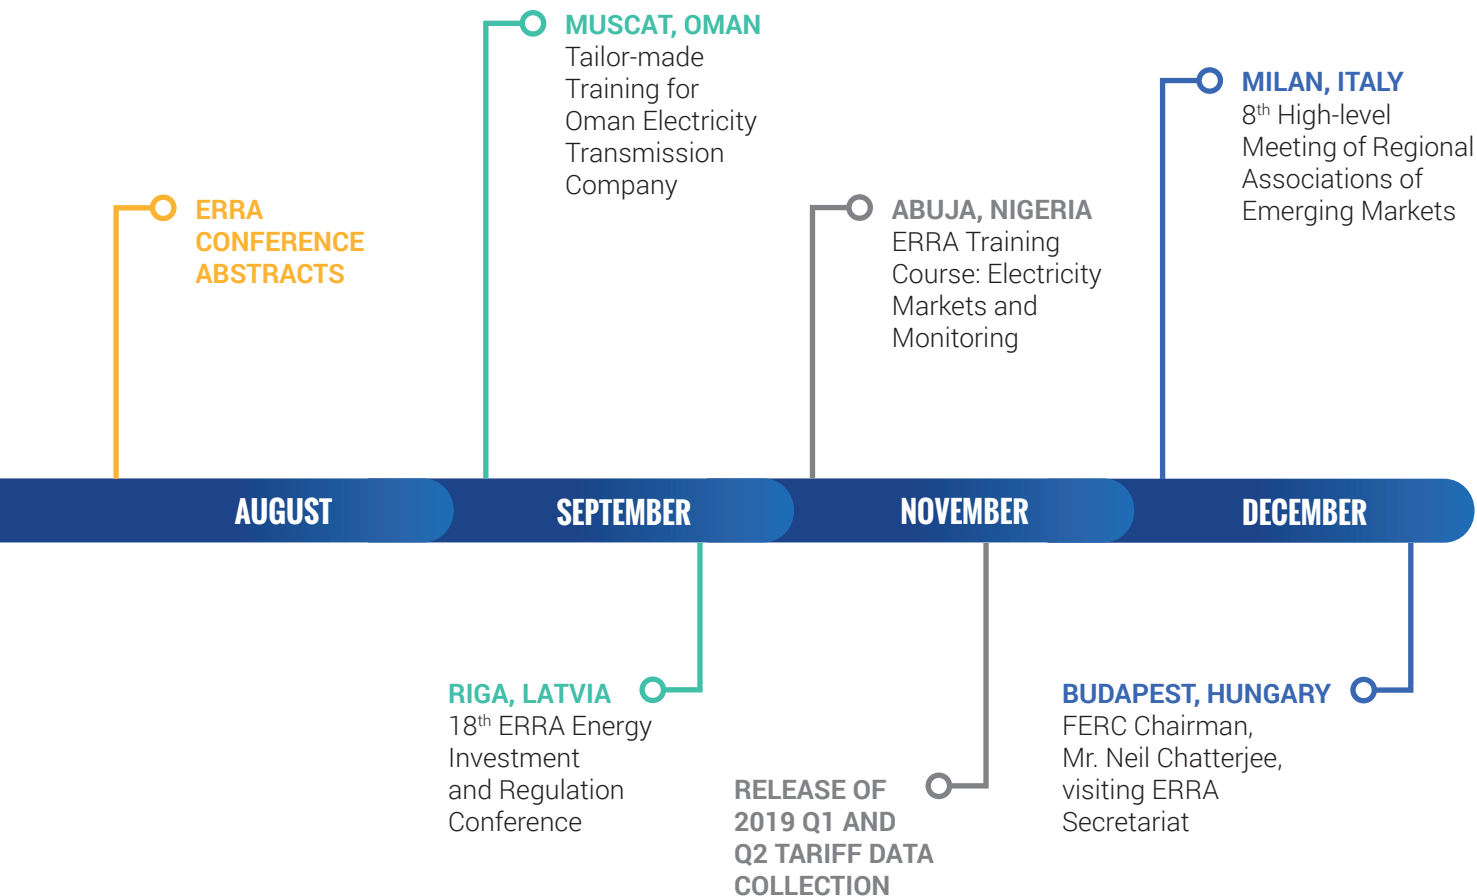 MUSCAT, OMAN
Tailor-made
Training for
Oman Electricity
Transmission
Company
MILAN, ITALY
8th High-level
Meeting of Regional
Associations of
Emerging Markets
ERRA
CONFERENCE
ABSTRACTS
ABUJA, NIGERIA
ERRA Training
Course: Electricity
Markets and
Monitoring
AUGUST
SEPTEMBER
NOVEMBER
DECEMBER
RIGA, LATVIA
18th ERRA Energy
Investment
and Regulation
Conference
RELEASE OF
2019 Q1 AND
Q2 TARIFF DATA
COLLECTION
BUDAPEST, HUNGARY
FERC Chairman,
Mr. Neil Chatterjee,
visiting ERRA
Secretariat